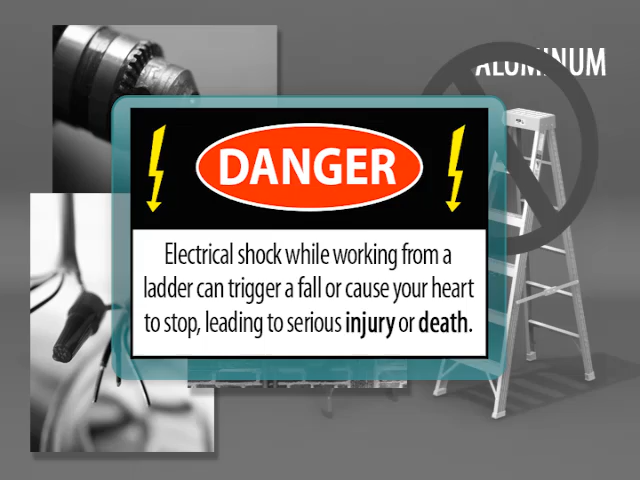 ALUMINUM
DANGER
Electrical shock while working from a
ladder can trigger a fall or cause your heart
to stop, leading to serious injury or death.